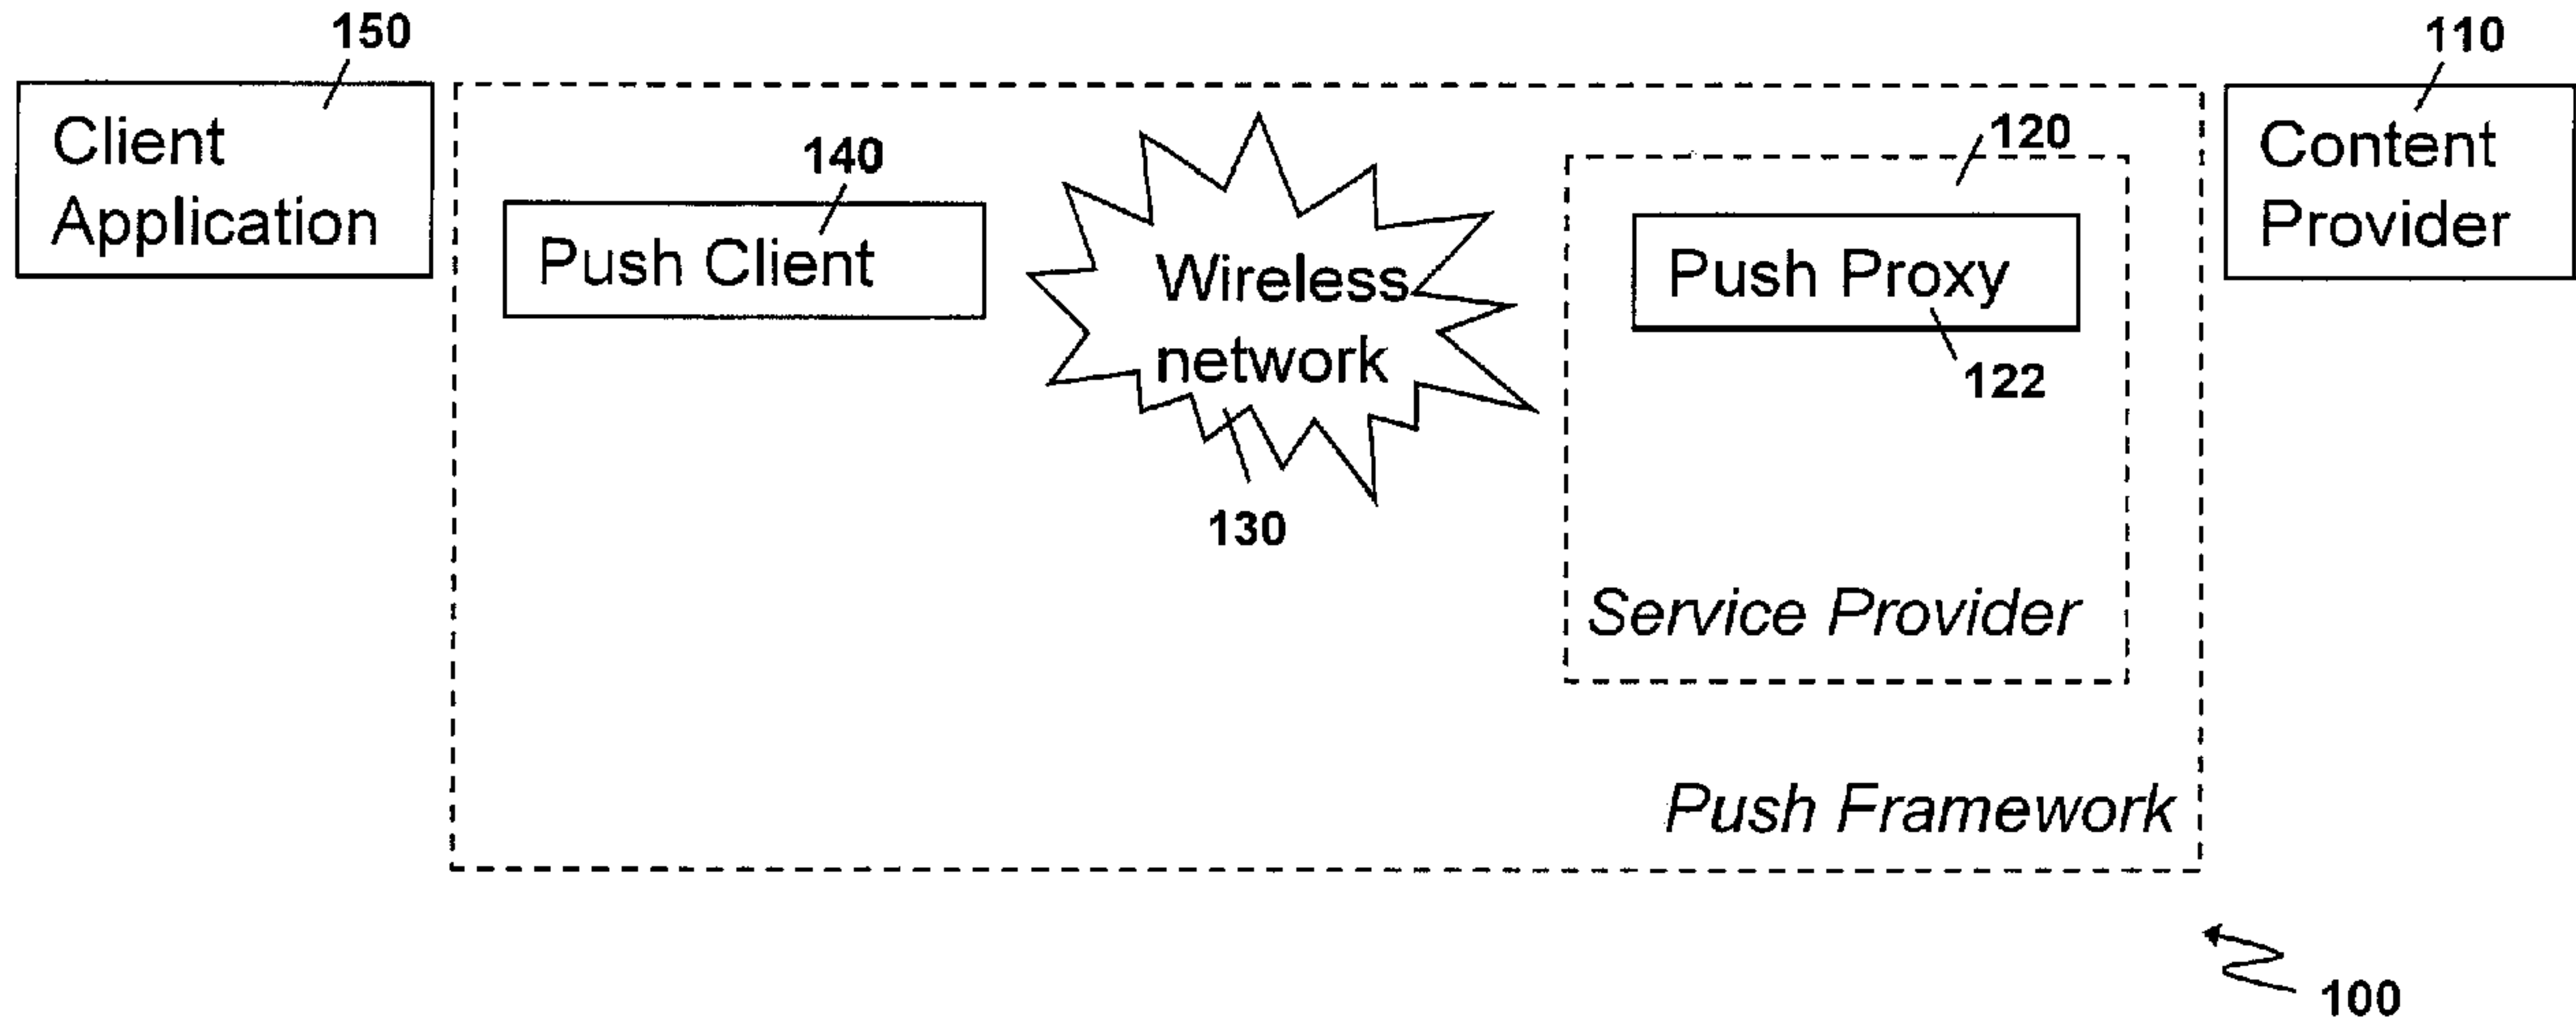 150
110
Client
Application
140
Push Client
Wireless
network
130
120
Push Proxy
122
Service Provider
Push Framework
Content
Provider
100